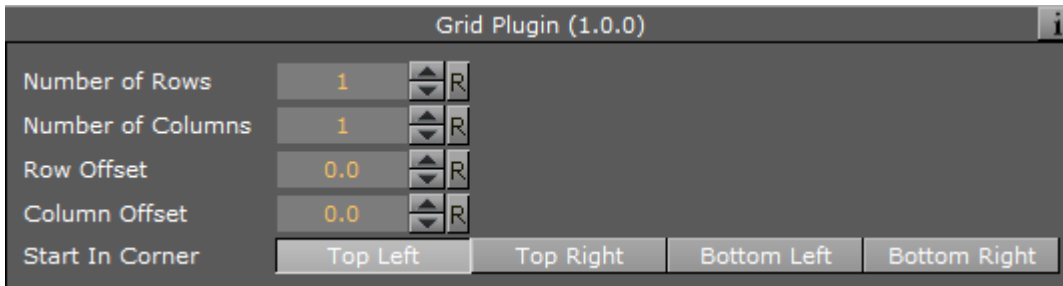 Grid Plugin (1.0.0) i
Number of Rows 1 R
Number of Columns 1 R
Row Offset 0.0 R
Column Offset 0.0 R
Start In Corner Top Left Top Right Bottom Left Bottom Right